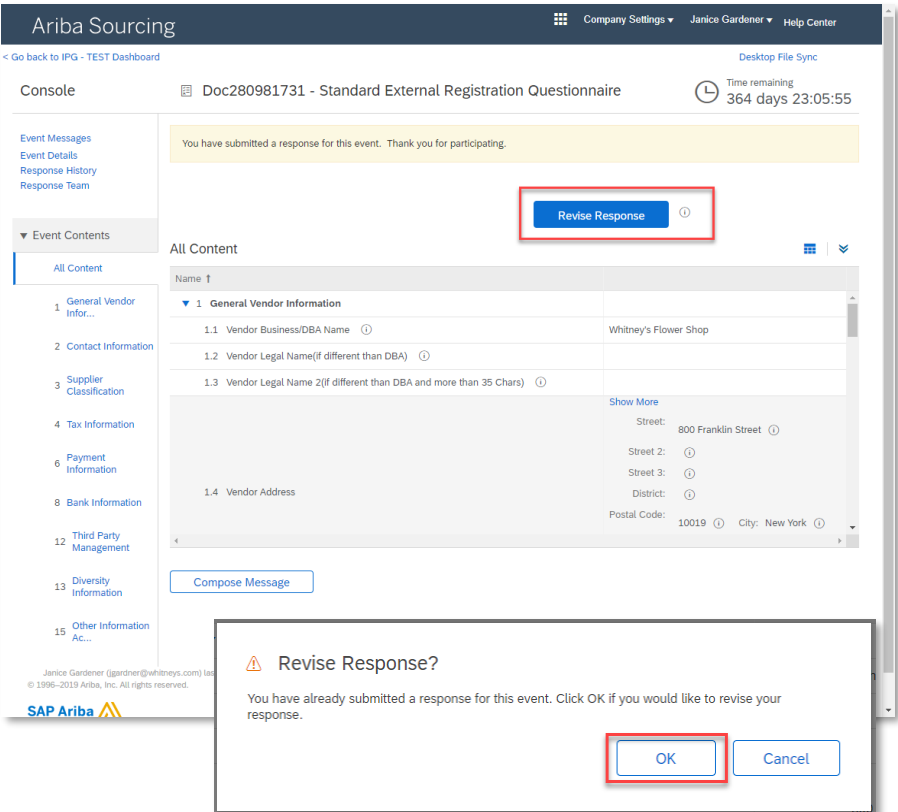 Ariba Sourcing
Company Settings ▾ Janice Gardener ▾ Help Center
< Go back to IPG - TEST Dashboard
Desktop File Sync
Console
Doc280981731 - Standard External Registration Questionnaire
Time remaining
364 days 23:05:55
Event Messages
Event Details
Response History
Response Team
You have submitted a response for this event. Thank you for participating.
Revise Response
▼ Event Contents
All Content
1 General Vendor
Infor...
2 Contact Information
3 Supplier
Classification
4 Tax Information
6 Payment
Information
8 Bank Information
12 Third Party
Management
13 Diversity
Information
15 Other Information
Ac...
All Content
Name ↑
▼ 1 General Vendor Information
1.1 Vendor Business/DBA Name
Whitney's Flower Shop
1.2 Vendor Legal Name(if different than DBA)
1.3 Vendor Legal Name 2(if different than DBA and more than 35 Chars)
1.4 Vendor Address
Show More
Street: 800 Franklin Street
Street 2:
Street 3:
District:
Postal Code: 10019 City: New York
Compose Message
Janice Gardener (jgardner@whitneys.com) las
© 1996–2019 Ariba, Inc. All rights reserved.
SAP Ariba
Revise Response?
You have already submitted a response for this event. Click OK if you would like to revise your
response.
OK
Cancel